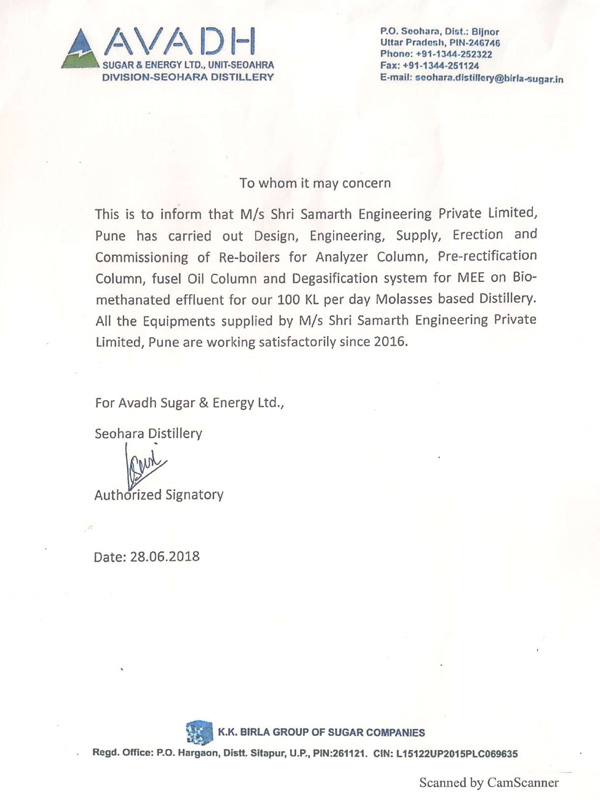 AVADH
SUGAR & ENERGY LTD., UNIT-SEOAHRA
DIVISION-SEOHARA DISTILLERY
P.O. Seohara, Dist.: Bijnor
Uttar Pradesh, PIN-246746
Phone: +91-1344-252322
Fax: +91-1344-251124
E-mail: seohara.distillery@birla-sugar.in
To whom it may concern
This is to inform that M/s Shri Samarth Engineering Private Limited,
Pune has carried out Design, Engineering, Supply, Erection and
Commissioning of Re-boilers for Analyzer Column, Pre-rectification
Column, fusel Oil Column and Degasification system for MEE on Bio-
methanated effluent for our 100 KL per day Molasses based Distillery.
All the Equipments supplied by M/s Shri Samarth Engineering Private
Limited, Pune are working satisfactorily since 2016.
For Avadh Sugar & Energy Ltd.,
Seohara Distillery
Authorized Signatory
Date: 28.06.2018
K.K. BIRLA GROUP OF SUGAR COMPANIES
Regd. Office: P.O. Hargaon, Distt. Sitapur, U.P., PIN:261121. CIN: L15122UP2015PLC069635
Scanned by CamScanner